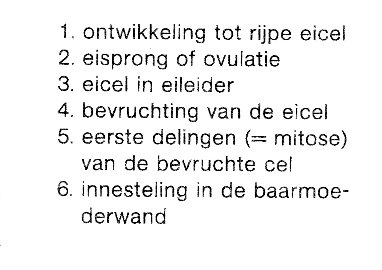 1. ontwikkeling tot rijpe eicel
2. eisprong of ovulatie
3. eicel in eileider
4. bevruchting van de eicel
5. eerste delingen (= mitose)
van de bevruchte cel
6. innesteling in de baarmoe-
derwand